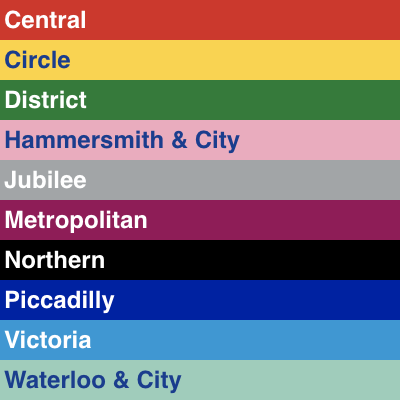 Central
Circle
District
Hammersmith & City
Jubilee
Metropolitan
Northern
Piccadilly
Victoria
Waterloo & City